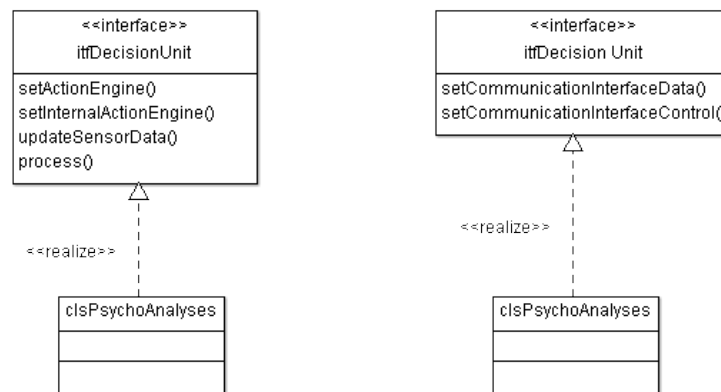 <<interface>>
itfDecisionUnit
setActionEngine()
setInternalActionEngine()
updateSensorData()
process()
<<realize>>
clsPsychoAnalyses
<<interface>>
itfDecision Unit
setCommunicationInterfaceData()
setCommunicationInterfaceControl()
<<realize>>
clsPsychoAnalyses